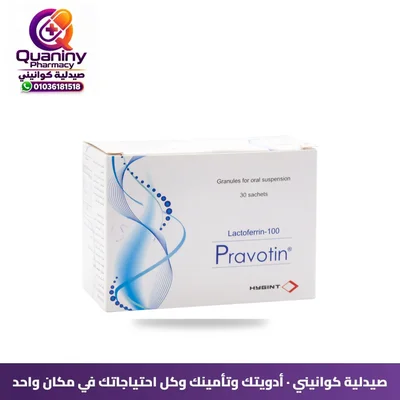 Quaniny
Pharmacy
صيدلية كوانيني
01036181518
Granules for oral suspension
30 sachets
Lactoferrin-100
Pravotin®
HYGINT
صيدلية كوانيني - أدويتك وتأمينك وكل احتياجاتك في مكان واحد